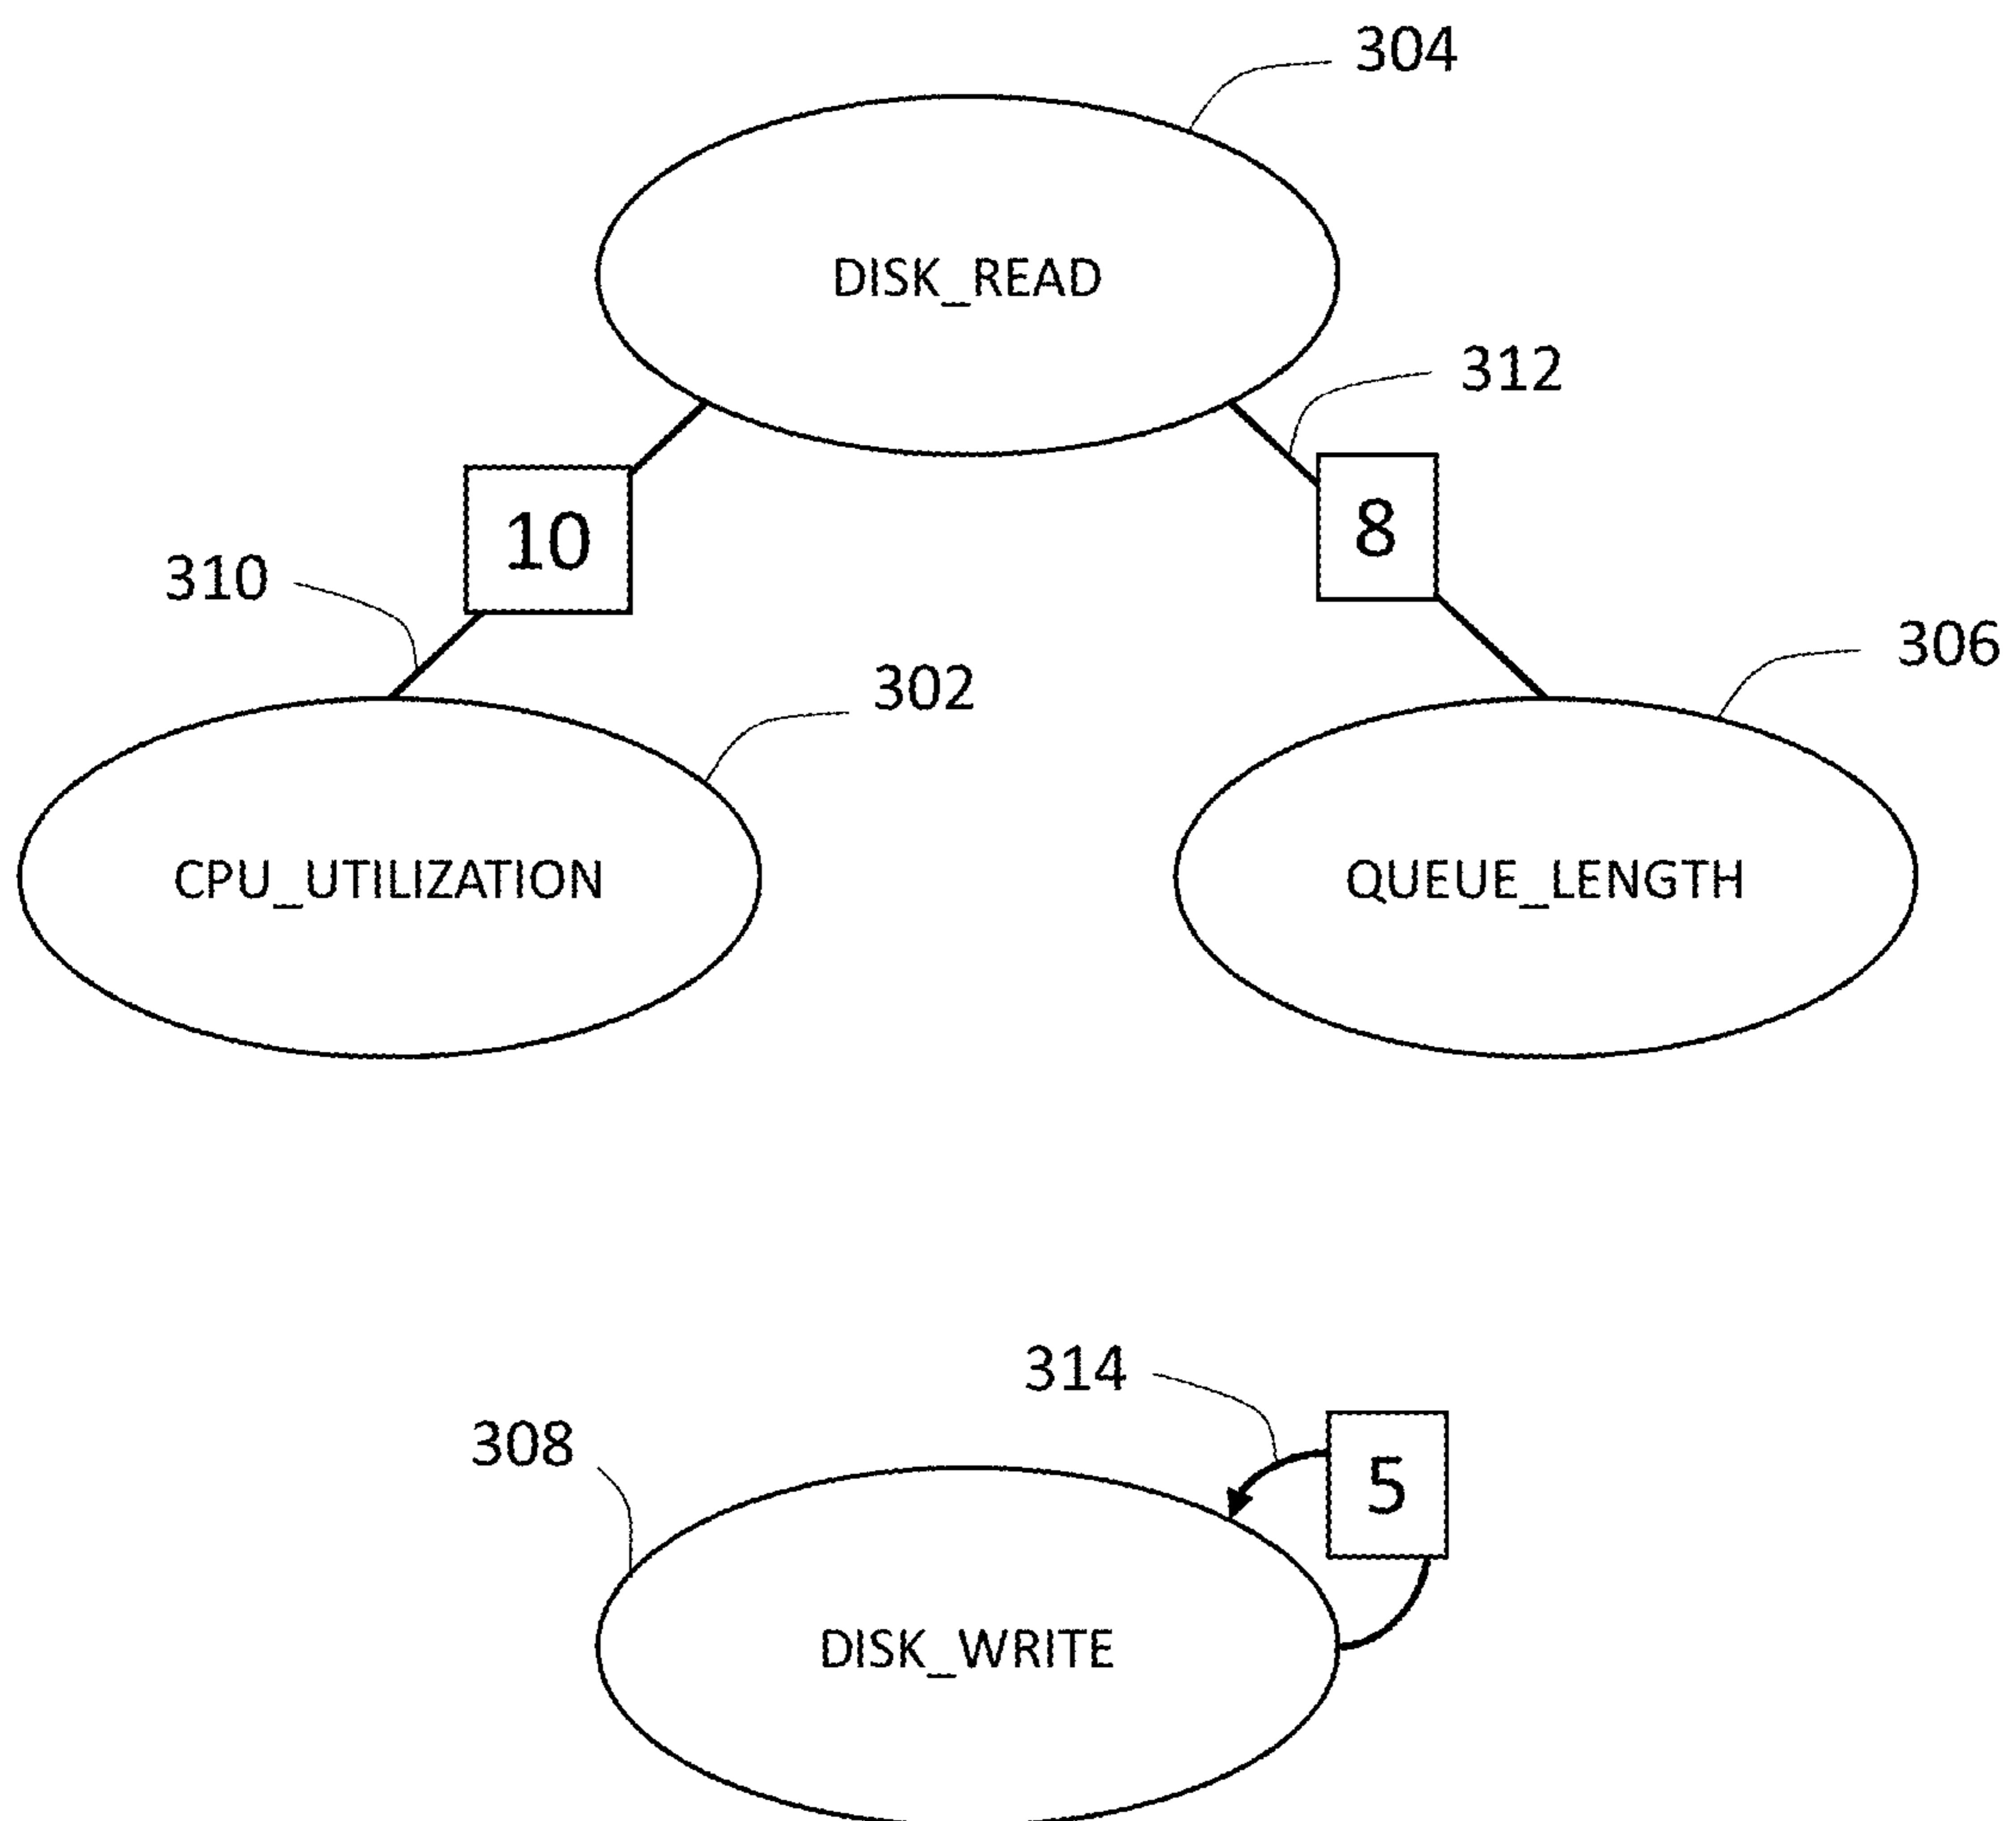 304
DISK_READ
312
10
8
310
306
302
CPU_UTILIZATION
QUEUE_LENGTH
314
308
5
DISK_WRITE